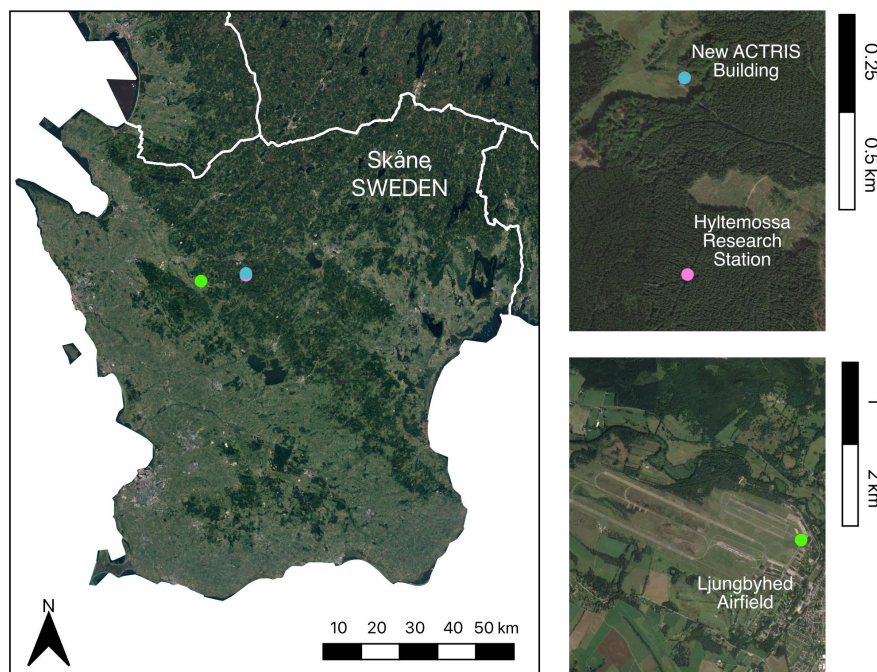 Skåne,
SWEDEN
N
10 20 30 40 50 km
New ACTRIS
Building
Hyltemossa
Research
Station
0.25
0.5 km
Ljungbyhed
Airfield
1
2 km